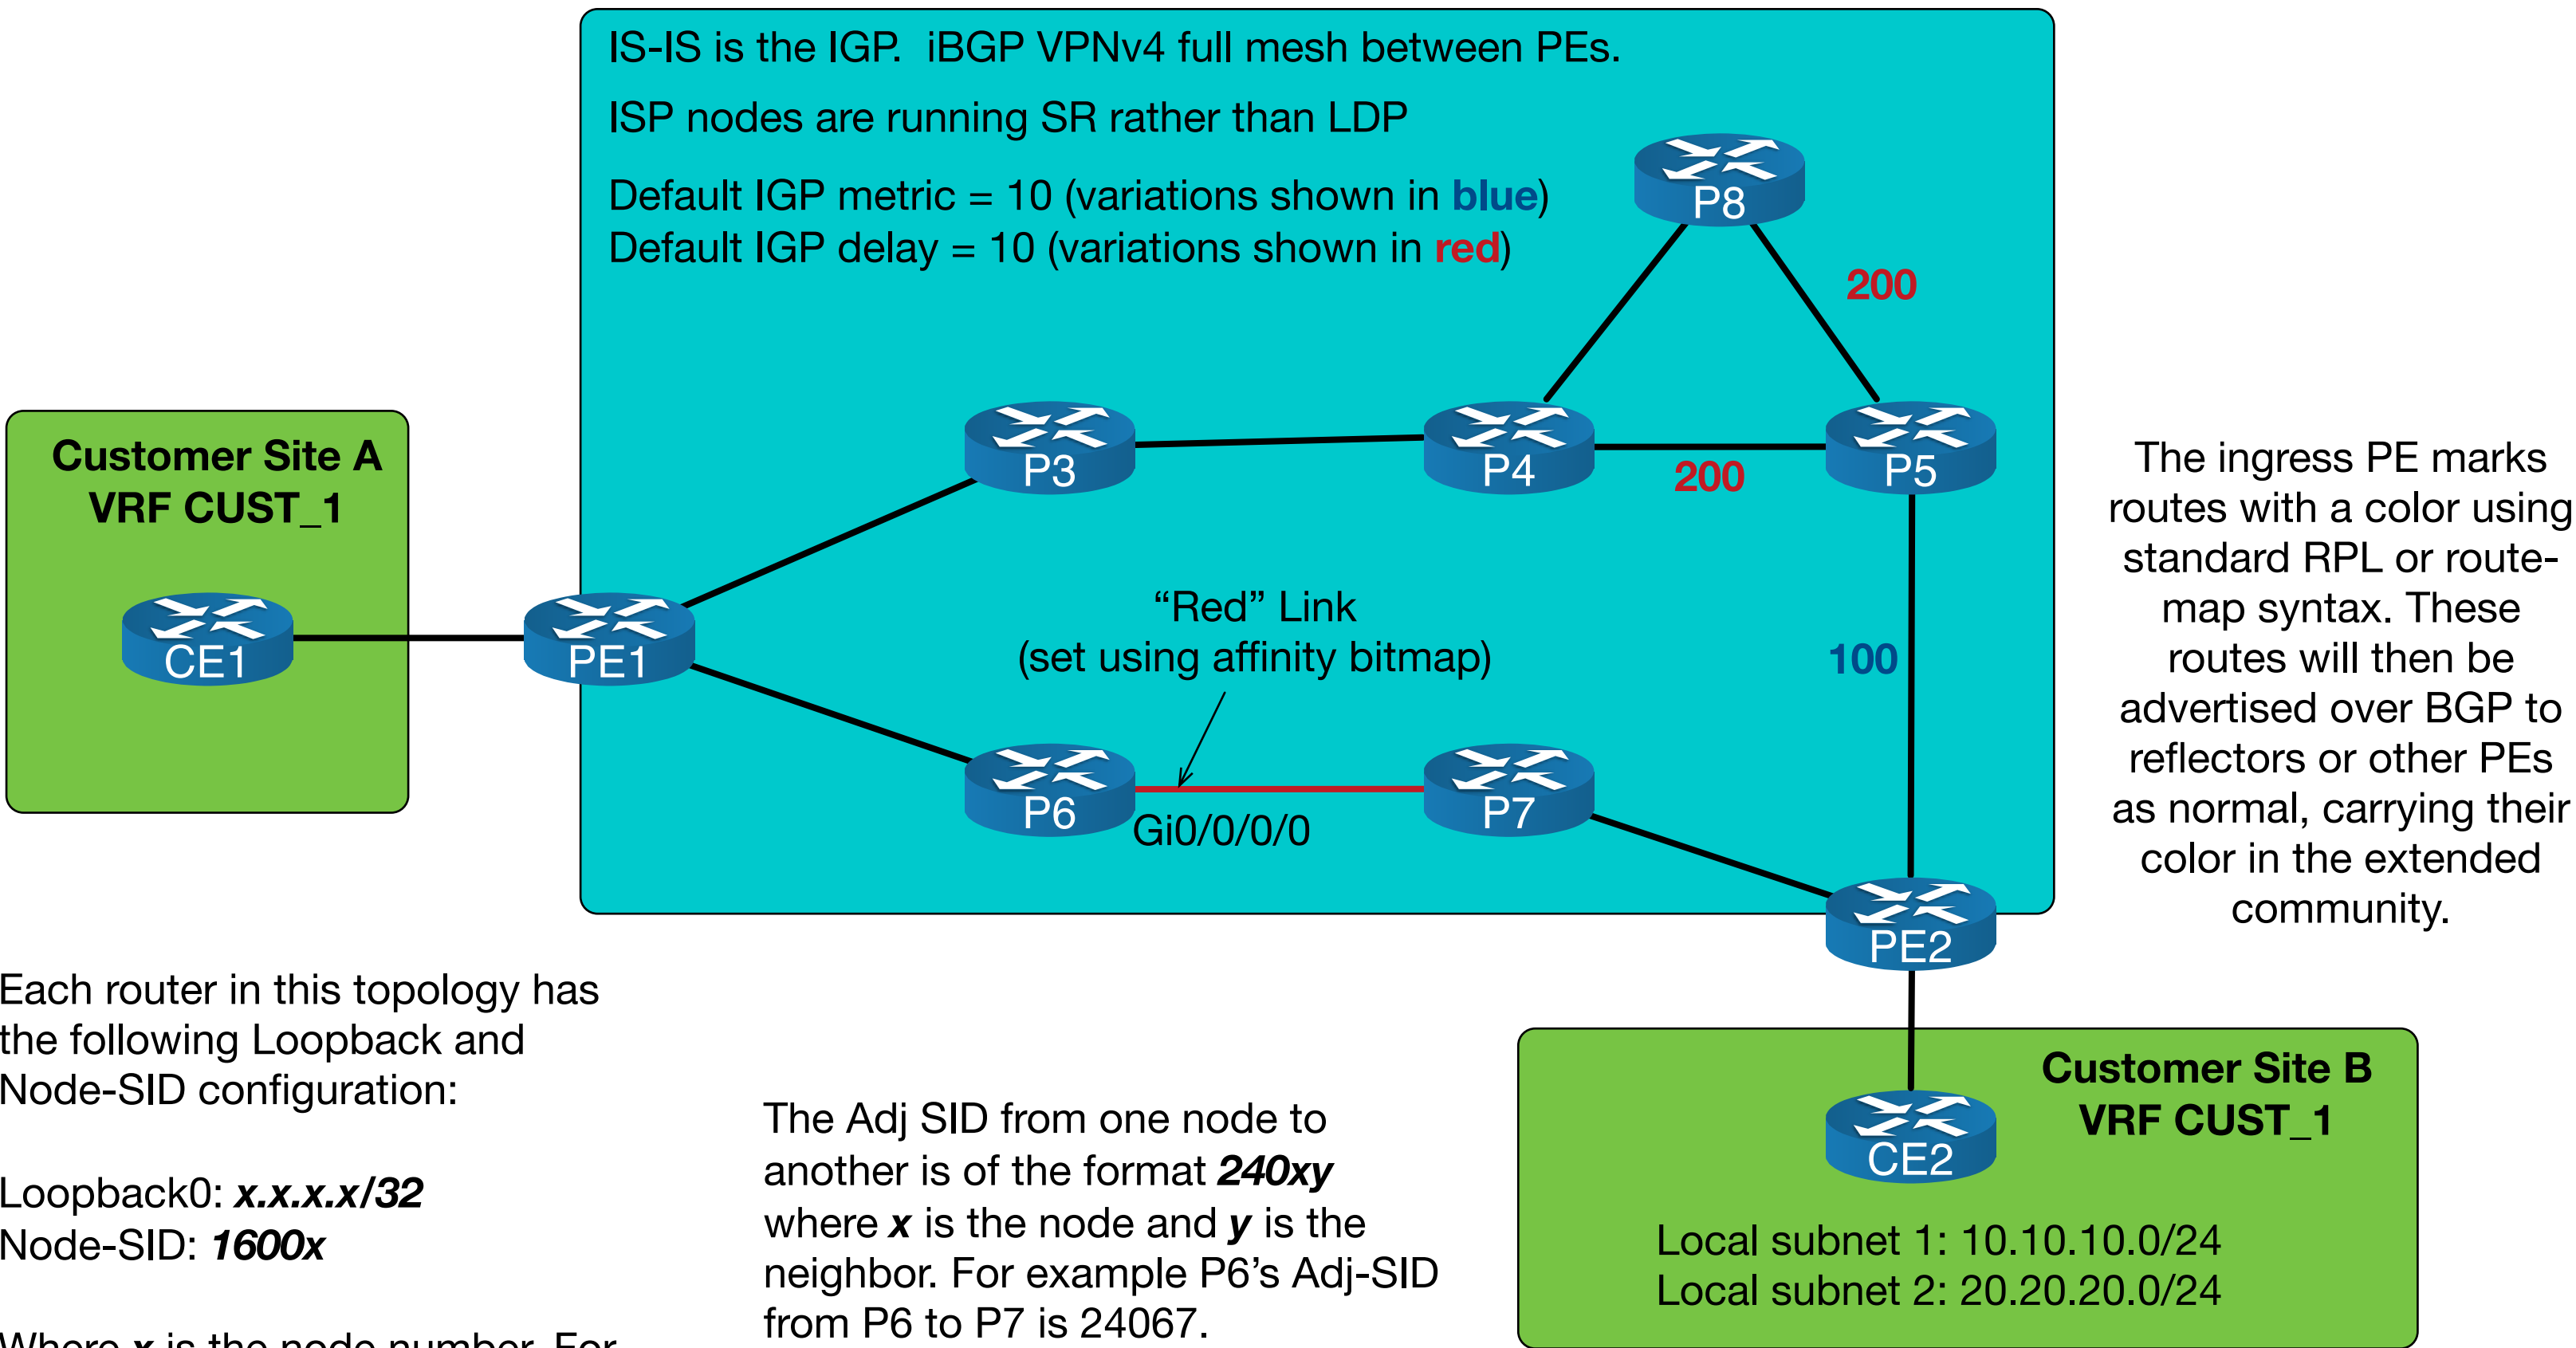 IS-IS is the IGP.  iBGP VPNv4 full mesh between PEs.
ISP nodes are running SR rather than LDP
Default IGP metric = 10 (variations shown in blue)
Default IGP delay = 10 (variations shown in red)
P8
200
P3
P4
200
P5
Customer Site A
VRF CUST_1
CE1
PE1
“Red” Link
(set using affinity bitmap)
100
P6
Gi0/0/0/0
P7
PE2
The ingress PE marks
routes with a color using
standard RPL or route-
map syntax. These
routes will then be
advertised over BGP to
reflectors or other PEs
as normal, carrying their
color in the extended
community.
Each router in this topology has
the following Loopback and
Node-SID configuration:
Loopback0: x.x.x.x/32
Node-SID: 1600x
Where x is the node number. For
The Adj SID from one node to
another is of the format 240xy
where x is the node and y is the
neighbor. For example P6’s Adj-SID
from P6 to P7 is 24067.
Customer Site B
VRF CUST_1
CE2
Local subnet 1: 10.10.10.0/24
Local subnet 2: 20.20.20.0/24